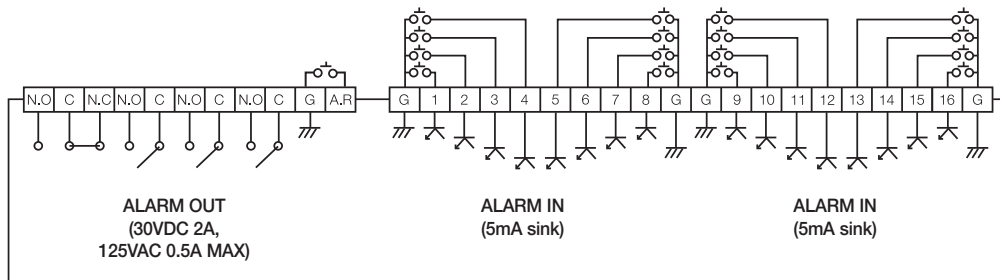 N.O C N.C N.O C N.O C N.O C G A.R
G 1 2 3 4 5 6 7 8 G
G 9 10 11 12 13 14 15 16 G
ALARM OUT
(30VDC 2A,
125VAC 0.5A MAX)
ALARM IN
(5mA sink)
ALARM IN
(5mA sink)